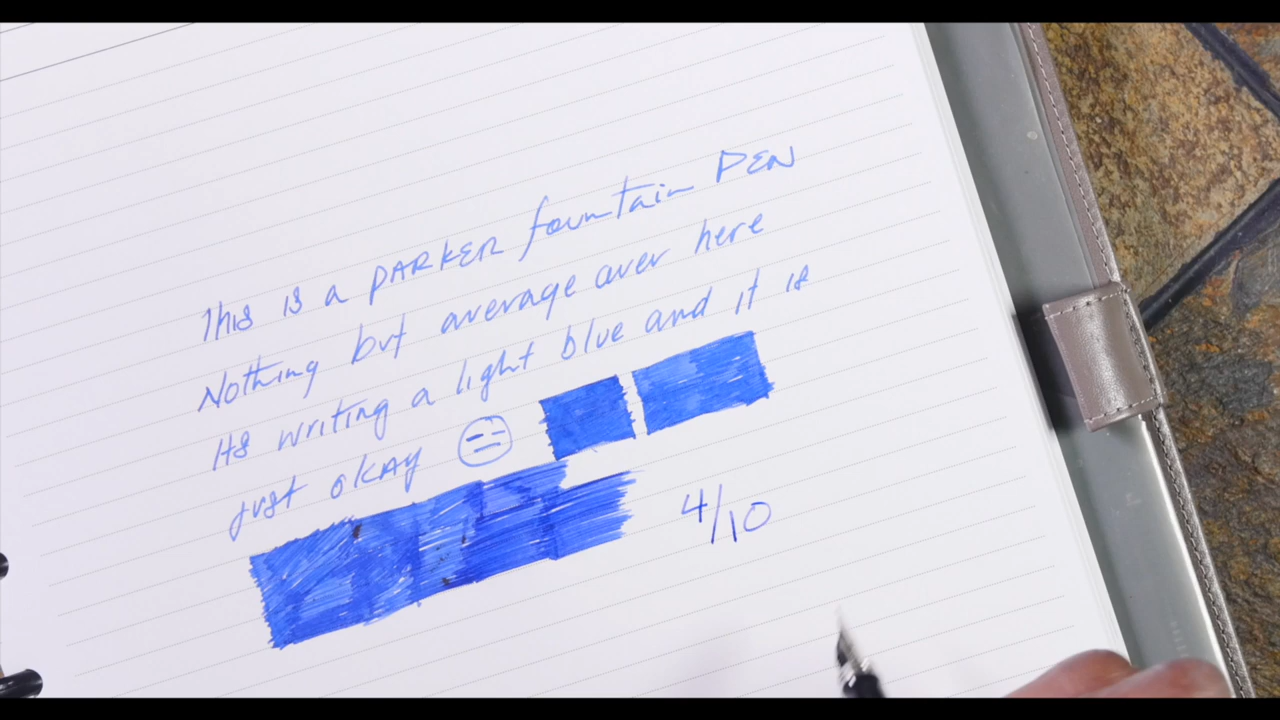 This is a PARKER fountain PEN
Nothing but average over here
Its writing a light blue and it is
just okay
4/10